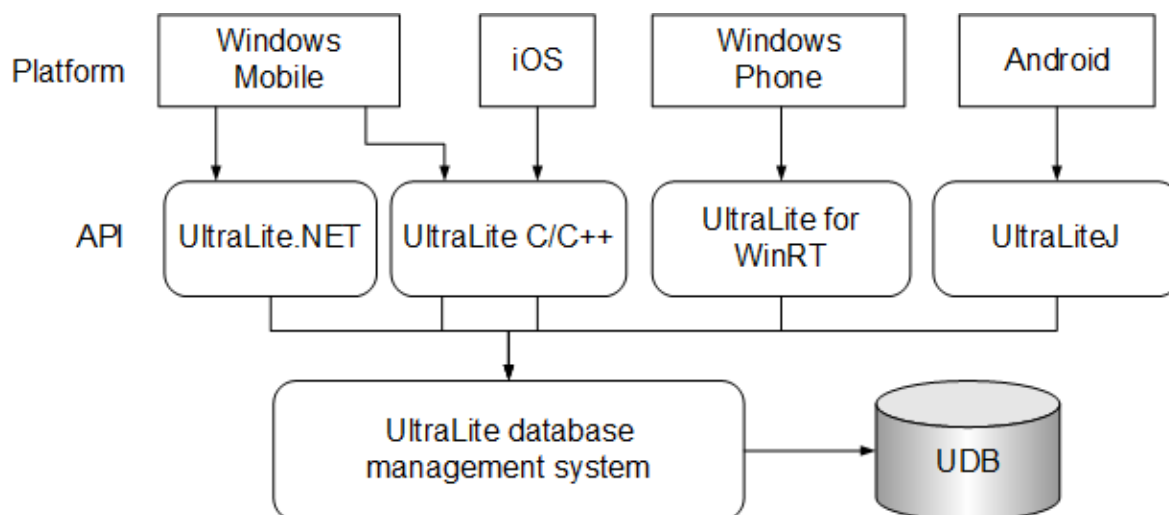 Platform
Windows
Mobile
iOS
Windows
Phone
Android
API
UltraLite.NET
UltraLite C/C++
UltraLite for
WinRT
UltraLiteJ
UltraLite database
management system
UDB